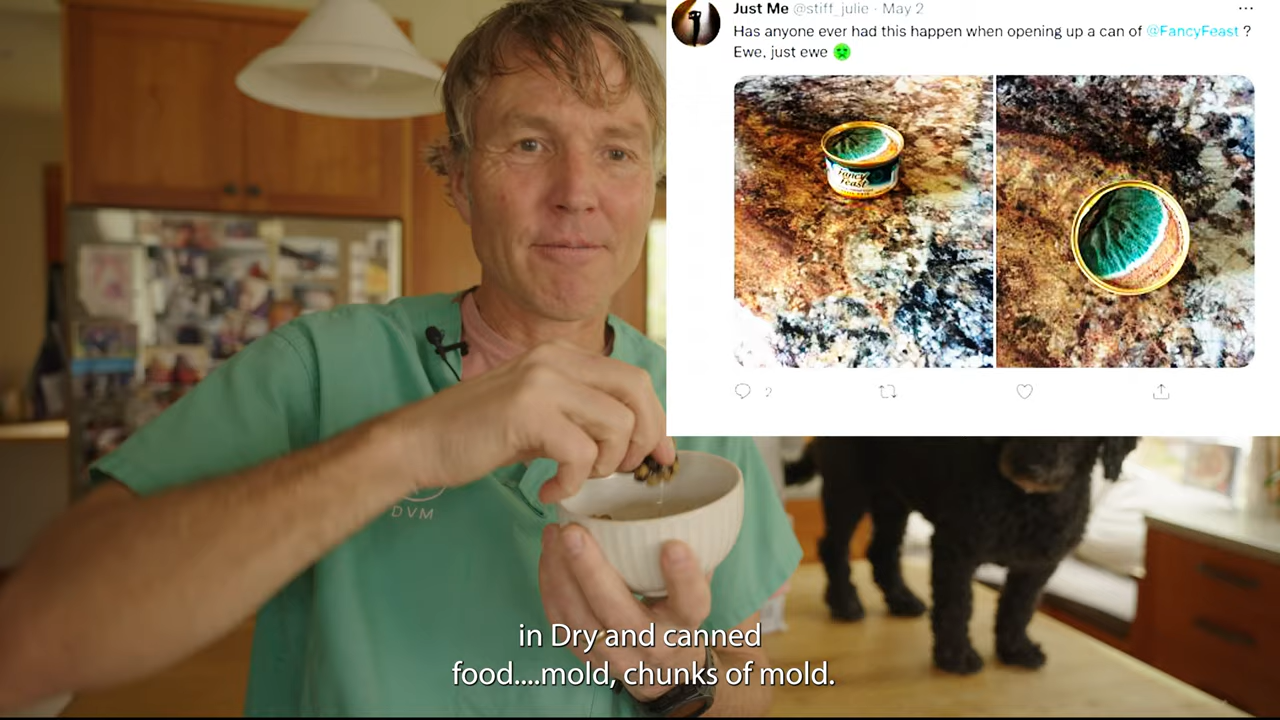 Just Me @stiff_julie · May 2
Has anyone ever had this happen when opening up a can of @FancyFeast ?
Ewe, just ewe
Fancy
Feast
2
DVM
in Dry and canned
food....mold, chunks of mold.